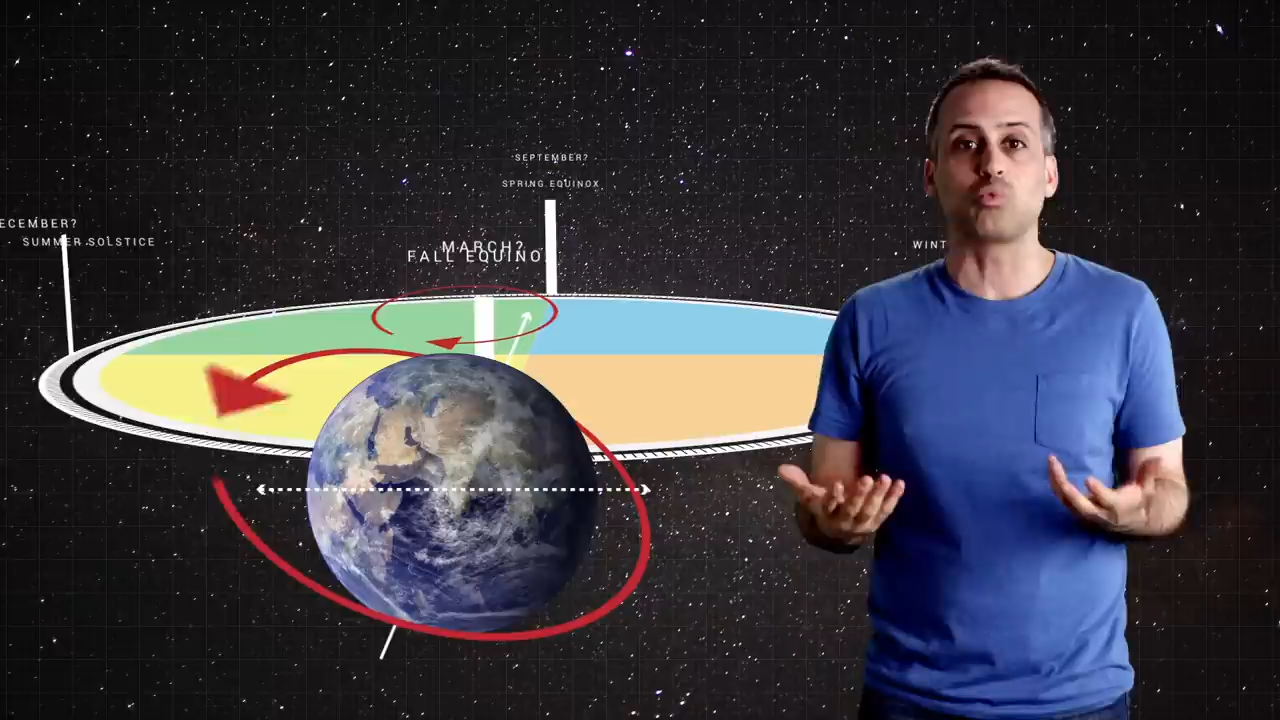 SEPTEMBER?
SPRING EQUINOX
ECEMBER?
SUMMER SOLSTICE
MARCH?
FALL EQUINO
WINT